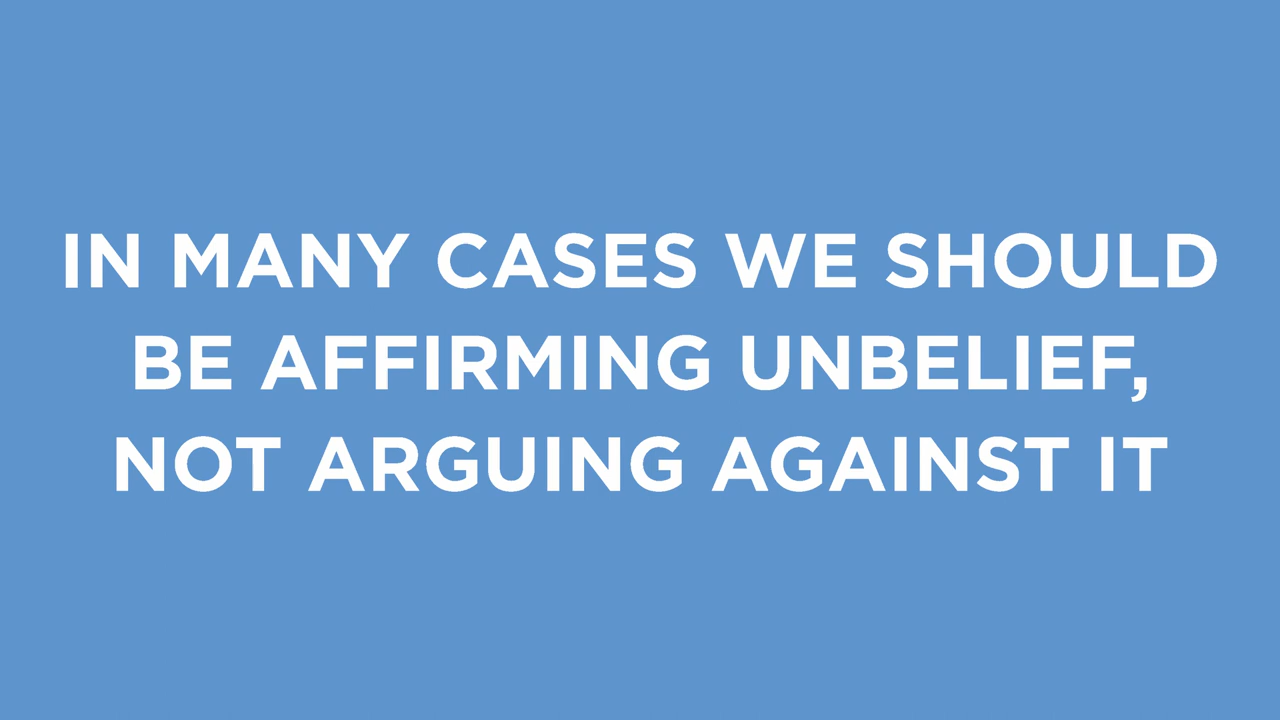 IN MANY CASES WE SHOULD
BE AFFIRMING UNBELIEF,
NOT ARGUING AGAINST IT